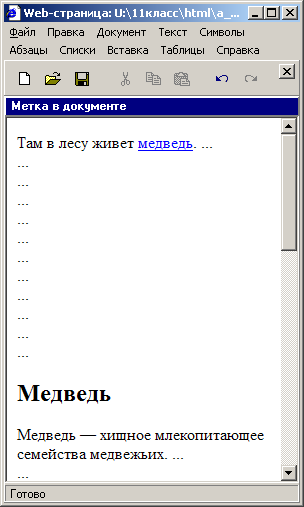 Web-страница: U:\11класс\html\a_...
Файл Правка Документ Текст Символы
Абзацы Списки Вставка Таблицы Справка
Метка в документе
Там в лесу живет медведь. ...
...
...
...
...
...
...
...
...
...
...
...
Медведь
Медведь — хищное млекопитающее
семейства медвежьих. ...
...
Готово